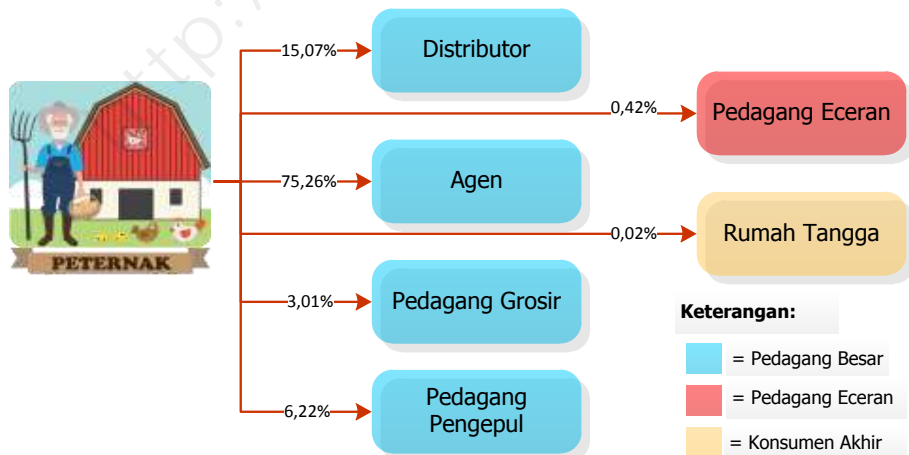 http:/
15,07%
Distributor
0,42%
Pedagang Eceran
75,26%
Agen
0,02%
Rumah Tangga
PETERNAK
3,01%
Pedagang Grosir
Keterangan:
= Pedagang Besar
= Pedagang Eceran
= Konsumen Akhir
6,22%
Pedagang
Pengepul